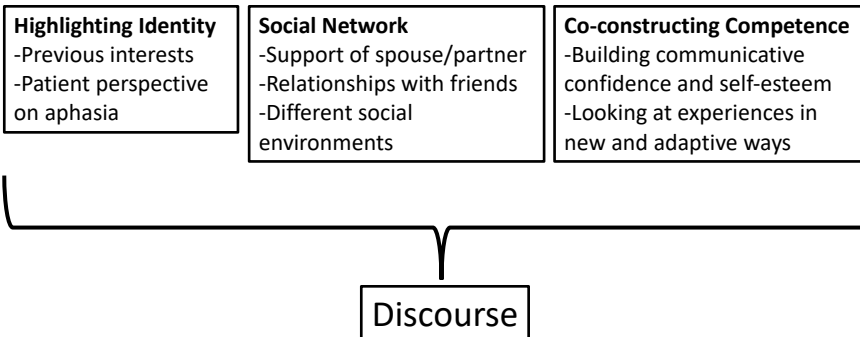 Highlighting Identity
-Previous interests
-Patient perspective
on aphasia
Social Network
-Support of spouse/partner
-Relationships with friends
-Different social
environments
Co-constructing Competence
-Building communicative
confidence and self-esteem
-Looking at experiences in
new and adaptive ways
Discourse